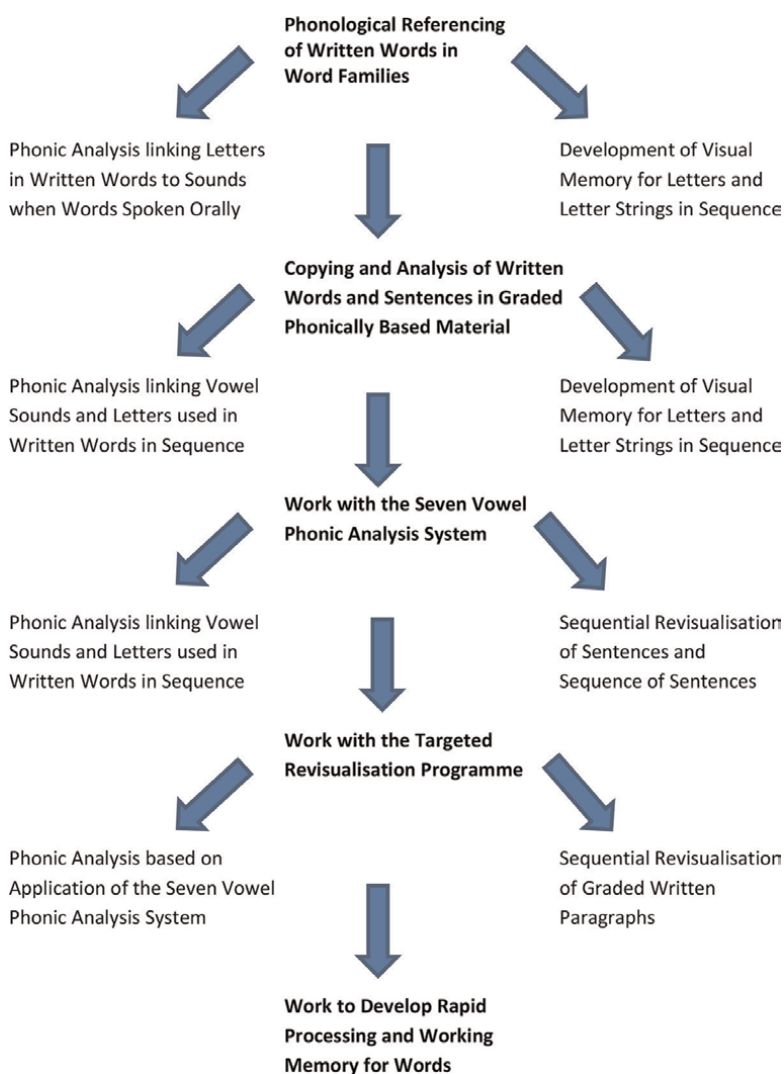 Phonological Referencing
of Written Words in
Word Families
Phonic Analysis linking Letters
in Written Words to Sounds
when Words Spoken Orally
Development of Visual
Memory for Letters and
Letter Strings in Sequence
Copying and Analysis of Written
Words and Sentences in Graded
Phonically Based Material
Phonic Analysis linking Vowel
Sounds and Letters used in
Written Words in Sequence
Development of Visual
Memory for Letters and
Letter Strings in Sequence
Work with the Seven Vowel
Phonic Analysis System
Phonic Analysis linking Vowel
Sounds and Letters used in
Written Words in Sequence
Sequential Revisualisation
of Sentences and
Sequence of Sentences
Work with the Targeted
Revisualisation Programme
Phonic Analysis based on
Application of the Seven Vowel
Phonic Analysis System
Sequential Revisualisation
of Graded Written
Paragraphs
Work to Develop Rapid
Processing and Working
Memory for Words